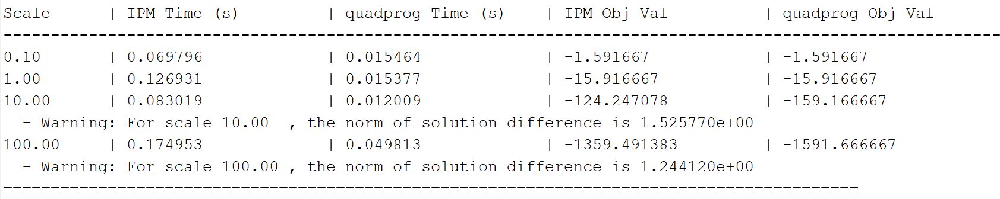 Scale | IPM Time (s) | quadprog Time (s) | IPM Obj Val | quadprog Obj Val
---------------------------------------------------------------------------------------------------------
0.10 | 0.069796 | 0.015464 | -1.591667 | -1.591667
1.00 | 0.126931 | 0.015377 | -15.916667 | -15.916667
10.00 | 0.083019 | 0.012009 | -124.247078 | -159.166667
- Warning: For scale 10.00 , the norm of solution difference is 1.525770e+00
100.00 | 0.174953 | 0.049813 | -1359.491383 | -1591.666667
- Warning: For scale 100.00 , the norm of solution difference is 1.244120e+00
==========================================================================================